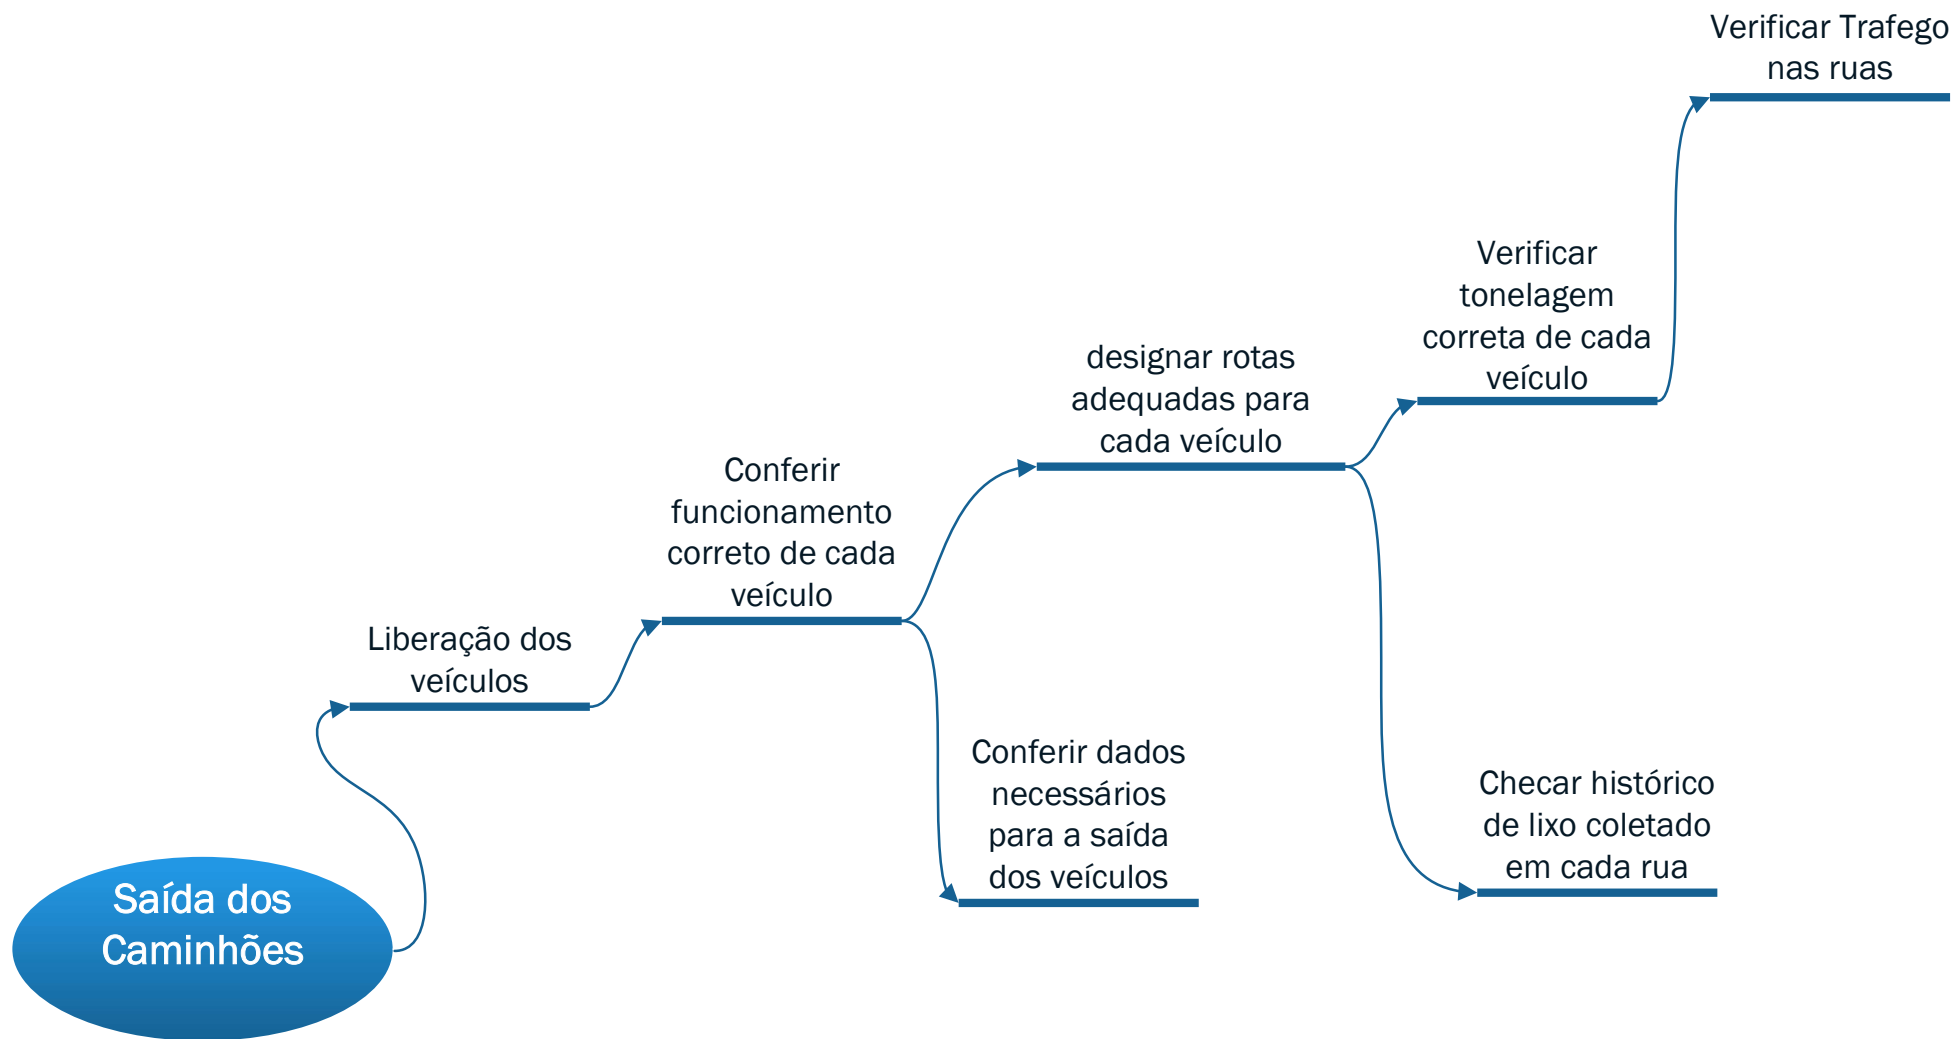 Verificar Trafego
nas ruas
Verificar
tonelagem
correta de cada
veículo
designar rotas
adequadas para
cada veículo
Conferir
funcionamento
correto de cada
veículo
Liberação dos
veículos
Conferir dados
necessários
para a saída
dos veículos
Checar histórico
de lixo coletado
em cada rua
Saída dos
Caminhões